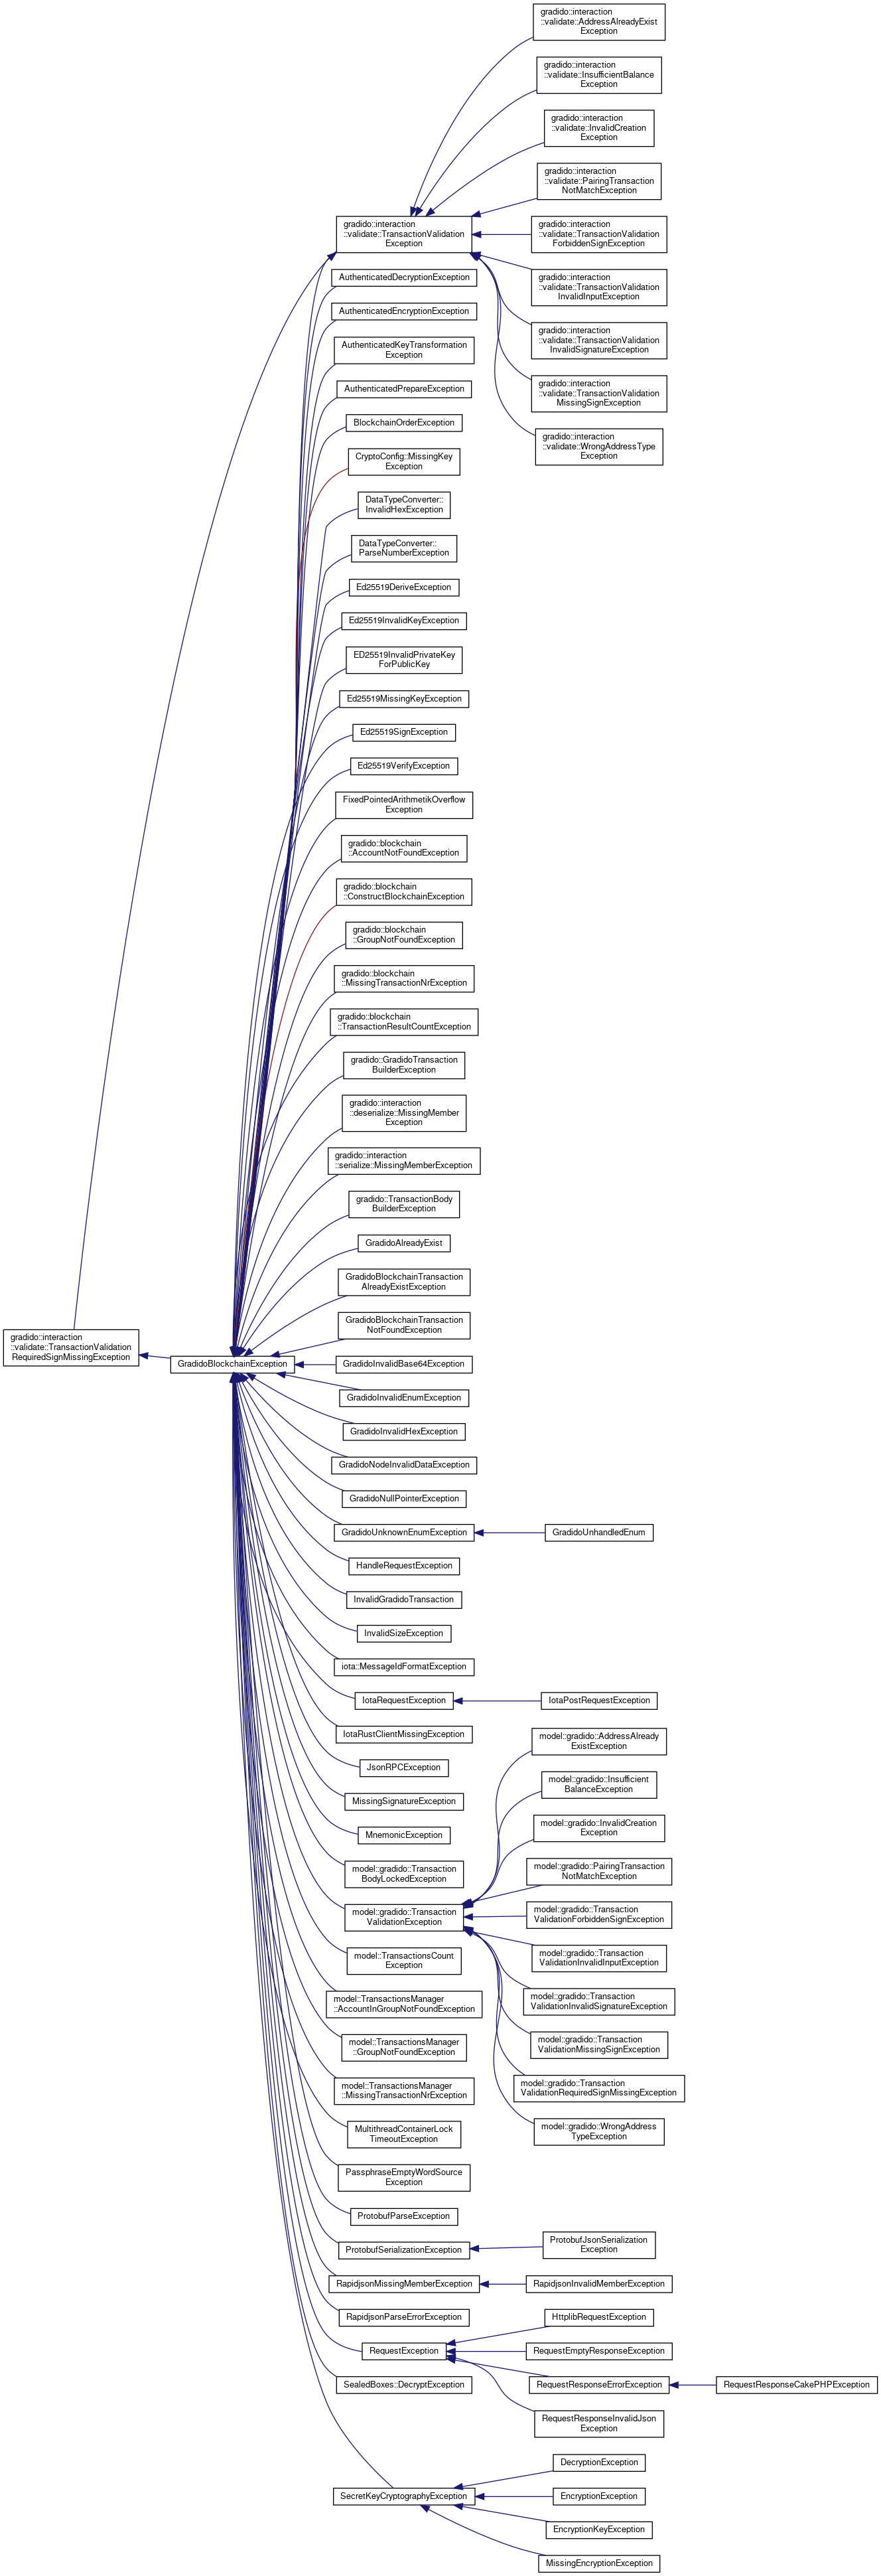 gradido::interaction
::validate::AddressAlreadyExist
Exception
gradido::interaction
::validate::InsufficientBalance
Exception
gradido::interaction
::validate::InvalidCreation
Exception
gradido::interaction
::validate::PairingTransaction
NotMatchException
gradido::interaction
::validate::TransactionValidation
Exception
gradido::interaction
::validate::TransactionValidation
ForbiddenSignException
AuthenticatedDecryptionException
gradido::interaction
::validate::TransactionValidation
InvalidInputException
AuthenticatedEncryptionException
gradido::interaction
::validate::TransactionValidation
InvalidSignatureException
AuthenticatedKeyTransformation
Exception
AuthenticatedPrepareException
gradido::interaction
::validate::TransactionValidation
MissingSignException
BlockchainOrderException
gradido::interaction
::validate::WrongAddressType
Exception
CryptoConfig::MissingKey
Exception
DataTypeConverter::
InvalidHexException
DataTypeConverter::
ParseNumberException
Ed25519DeriveException
Ed25519InvalidKeyException
ED25519InvalidPrivateKey
ForPublicKey
Ed25519MissingKeyException
Ed25519SignException
Ed25519VerifyException
FixedPointedArithmetikOverflow
Exception
gradido::blockchain
::AccountNotFoundException
gradido::blockchain
::ConstructBlockchainException
gradido::blockchain
::GroupNotFoundException
gradido::blockchain
::MissingTransactionNrException
gradido::blockchain
::TransactionResultCountException
gradido::GradidoTransaction
BuilderException
gradido::interaction
::deserialize::MissingMember
Exception
gradido::interaction
::serialize::MissingMemberException
gradido::TransactionBody
BuilderException
GradidoAlreadyExist
GradidoBlockchainTransaction
AlreadyExistException
GradidoBlockchainTransaction
NotFoundException
gradido::interaction
::validate::TransactionValidation
RequiredSignMissingException
GradidoBlockchainException
GradidoInvalidBase64Exception
GradidoInvalidEnumException
GradidoInvalidHexException
GradidoNodeInvalidDataException
GradidoNullPointerException
GradidoUnknownEnumException
GradidoUnhandledEnum
HandleRequestException
InvalidGradidoTransaction
InvalidSizeException
iota::MessageIdFormatException
IotaRequestException
IotaPostRequestException
IotaRustClientMissingException
model::gradido::AddressAlready
ExistException
JsonRPCException
model::gradido::Insufficient
BalanceException
MissingSignatureException
model::gradido::InvalidCreation
Exception
MnemonicException
model::gradido::Transaction
BodyLockedException
model::gradido::PairingTransaction
NotMatchException
model::gradido::Transaction
ValidationException
model::gradido::Transaction
ValidationForbiddenSignException
model::TransactionsCount
Exception
model::gradido::Transaction
ValidationInvalidInputException
model::TransactionsManager
::AccountInGroupNotFoundException
model::gradido::Transaction
ValidationInvalidSignatureException
model::TransactionsManager
::GroupNotFoundException
model::gradido::Transaction
ValidationMissingSignException
model::TransactionsManager
::MissingTransactionNrException
model::gradido::Transaction
ValidationRequiredSignMissingException
MultithreadContainerLock
TimeoutException
model::gradido::WrongAddress
TypeException
PassphraseEmptyWordSource
Exception
ProtobufParseException
ProtobufSerializationException
ProtobufJsonSerialization
Exception
RapidjsonMissingMemberException
RapidjsonInvalidMemberException
RapidjsonParseErrorException
HttplibRequestException
RequestException
RequestEmptyResponseException
SealedBoxes::DecryptException
RequestResponseErrorException
RequestResponseCakePHPException
RequestResponseInvalidJson
Exception
DecryptionException
SecretKeyCryptographyException
EncryptionException
EncryptionKeyException
MissingEncryptionException